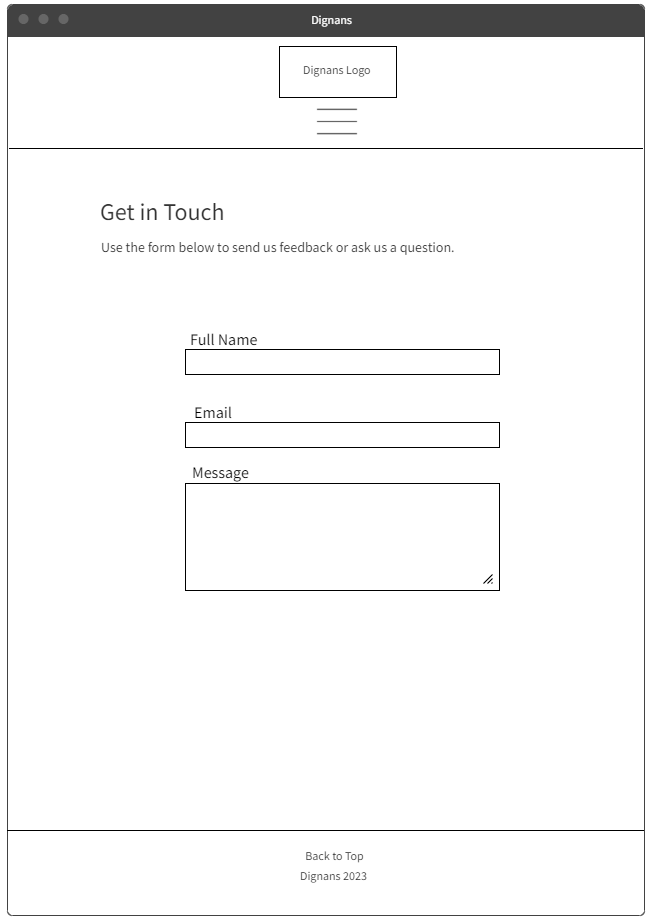 Dignans
Dignans Logo
Get in Touch
Use the form below to send us feedback or ask us a question.
Full Name
Email
Message
Back to Top
Dignans 2023